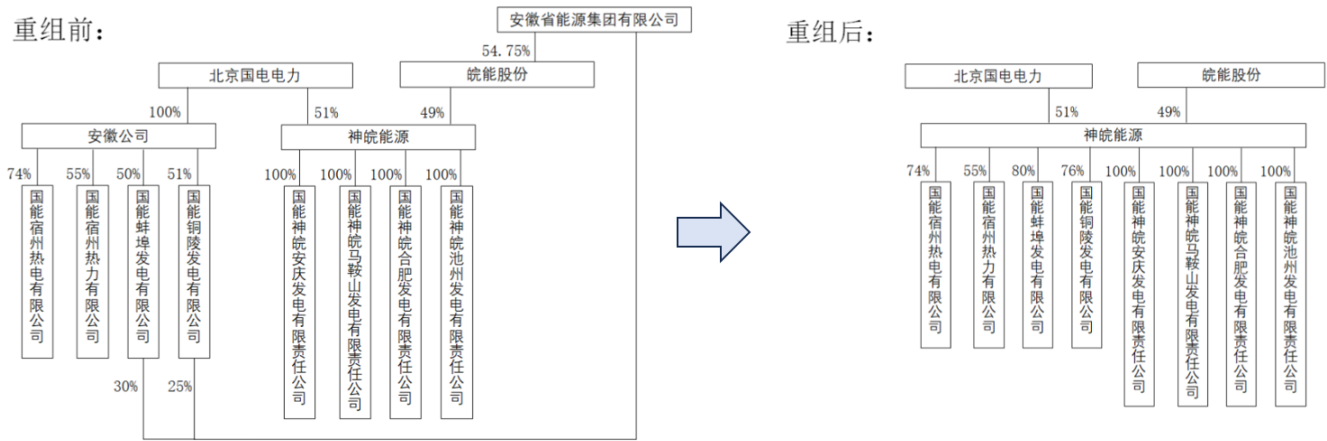 重组前：
安徽省能源集团有限公司
54.75%
北京国电电力
皖能股份
100%
51%
49%
安徽公司
神皖能源
74%
55%
50%
51%
100%
100%
100%
100%
国能宿州热电有限公司
国能宿州热力有限公司
国能蚌埠发电有限公司
国能铜陵发电有限公司
国能神皖安庆发电有限责任公司
国能神皖马鞍山发电有限责任公司
国能神皖合肥发电有限责任公司
国能神皖池州发电有限责任公司
30%
25%
重组后：
北京国电电力
皖能股份
51%
49%
神皖能源
74%
55%
80%
76%
100%
100%
100%
100%
国能宿州热电有限公司
国能宿州热力有限公司
国能蚌埠发电有限公司
国能铜陵发电有限公司
国能神皖安庆发电有限责任公司
国能神皖马鞍山发电有限责任公司
国能神皖合肥发电有限责任公司
国能神皖池州发电有限责任公司